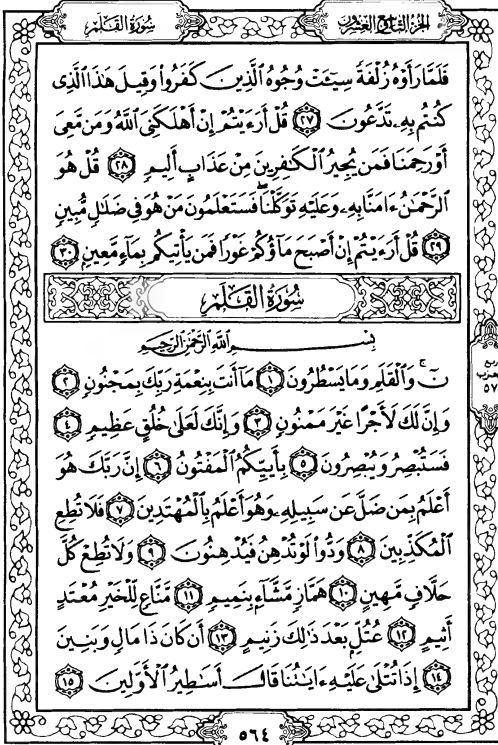 الجزء التاسع والعشرون
سورة القلم
فَلَمَّا رَأَوْهُ زُلْفَةً سِيٓـَٔتْ وُجُوهُ ٱلَّذِينَ كَفَرُوا۟ وَقِيلَ هَٰذَا ٱلَّذِى
كُنتُم بِهِۦ تَدَّعُونَ ٢٧ قُلْ أَرَءَيْتُمْ إِنْ أَهْلَكَنِىَ ٱللَّهُ وَمَن مَّعِىَ
أَوْ رَحِمَنَا فَمَن يُجِيرُ ٱلْكَٰفِرِينَ مِنْ عَذَابٍ أَلِيمٍ ٢٨ قُلْ هُوَ
ٱلرَّحْمَٰنُ ءَامَنَّا بِهِۦ وَعَلَيْهِ تَوَكَّلْنَا ۖ فَسَتَعْلَمُونَ مَنْ هُوَ فِى ضَلَٰلٍ مُّبِينٍ
٢٩ قُلْ أَرَءَيْتُمْ إِنْ أَصْبَحَ مَآؤُكُمْ غَوْرًا فَمَن يَأْتِيكُم بِمَآءٍ مَّعِينٍۭ ٣٠
سُورَةُ القَلَمِ
بِسْمِ ٱللَّهِ ٱلرَّحْمَٰنِ ٱلرَّحِيمِ
نٓ ۚ وَٱلْقَلَمِ وَمَا يَسْطُرُونَ ١ مَآ أَنتَ بِنِعْمَةِ رَبِّكَ بِمَجْنُونٍ ٢
وَإِنَّ لَكَ لَأَجْرًا غَيْرَ مَمْنُونٍ ٣ وَإِنَّكَ لَعَلَىٰ خُلُقٍ عَظِيمٍ ٤
فَسَتُبْصِرُ وَيُبْصِرُونَ ٥ بِأَييِّكُمُ ٱلْمَفْتُونُ ٦ إِنَّ رَبَّكَ هُوَ
أَعْلَمُ بِمَن ضَلَّ عَن سَبِيلِهِۦ وَهُوَ أَعْلَمُ بِٱلْمُهْتَدِينَ ٧ فَلَا تُطِعِ
ٱلْمُكَذِّبِينَ ٨ وَدُّوا۟ لَوْ تُدْهِنُ فَيُدْهِنُونَ ٩ وَلَا تُطِعْ كُلَّ
حَلَّافٍ مَّهِينٍ ١٠ هَمَّازٍ مَّشَّآءٍۭ بِنَمِيمٍ ١١ مَّنَّاعٍ لِّلْخَيْرِ مُعْتَدٍ
أَثِيمٍ ١٢ عُتُلٍّۭ بَعْدَ ذَٰلِكَ زَنِيمٍ ١٣ أَن كَانَ ذَا مَالٍ وَبَنِينَ
١٤ إِذَا تُتْلَىٰ عَلَيْهِ ءَايَٰتُنَا قَالَ أَسَٰطِيرُ ٱلْأَوَّلِينَ ١٥
ربع
الحزب
٥٧
٥٦٤